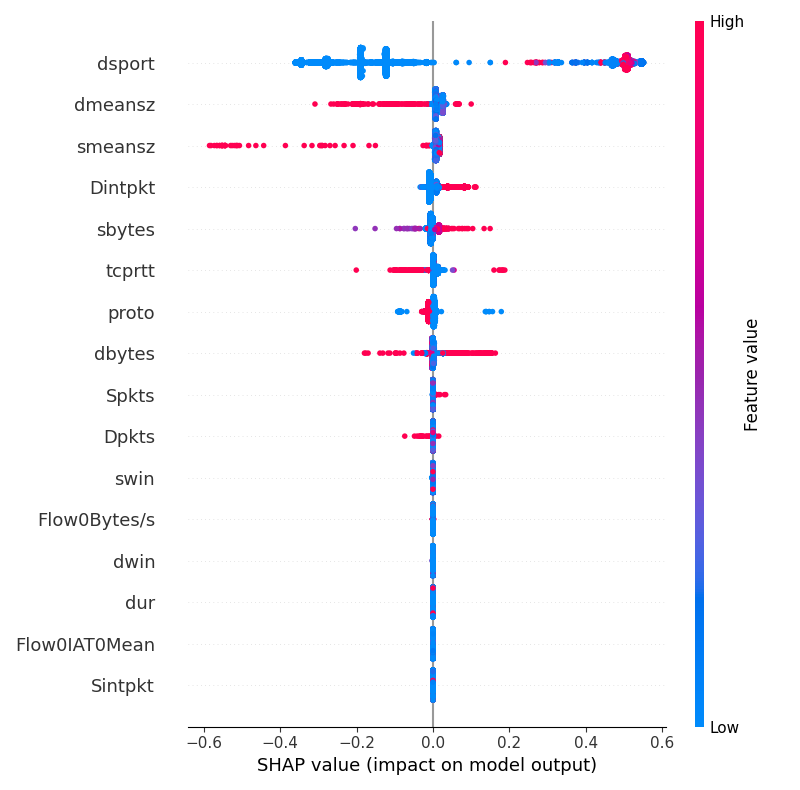 High
dsport
dmeansz
smeansz
Dintpkt
sbytes
tcprtt
proto
dbytes
Spkts
Dpkts
swin
Flow0Bytes/s
dwin
dur
Flow0IAT0Mean
Sintpkt
Feature value
Low
−0.6 −0.4 −0.2 0.0 0.2 0.4 0.6
SHAP value (impact on model output)